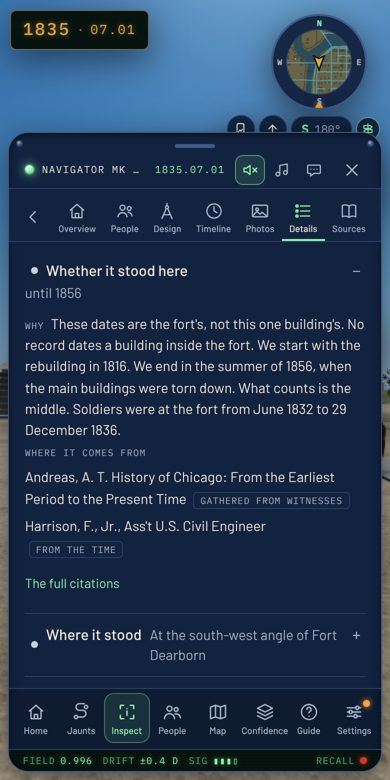 1835 · 07.01
N
W E
S
S 180°
NAVIGATOR MK … 1835.07.01
Overview People Design Timeline Photos Details Sources
Whether it stood here –
until 1856
WHY These dates are the fort's, not this one building's. No
record dates a building inside the fort. We start with the
rebuilding in 1816. We end in the summer of 1856, when
the main buildings were torn down. What counts is the
middle. Soldiers were at the fort from June 1832 to 29
December 1836.
WHERE IT COMES FROM
Andreas, A. T. History of Chicago: From the Earliest
Period to the Present Time GATHERED FROM WITNESSES
Harrison, F., Jr., Ass't U.S. Civil Engineer
FROM THE TIME
The full citations
Where it stood At the south-west angle of Fort +
Dearborn
Home Jaunts Inspect People Map Confidence Guide Settings
FIELD 0.996 DRIFT ±0.4 D SIG RECALL